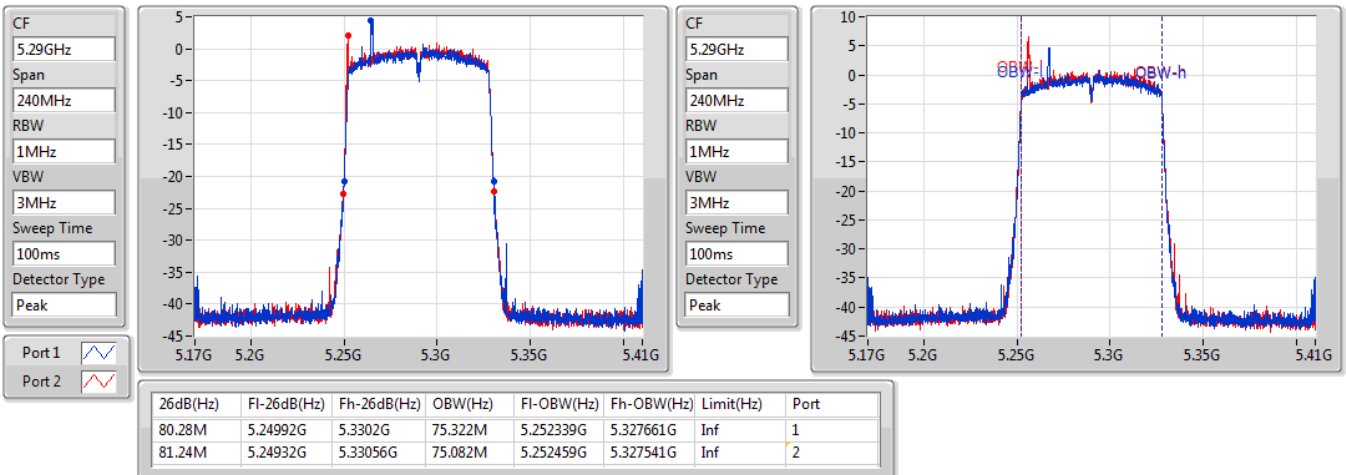 CF
5.29GHz
Span
240MHz
RBW
1MHz
VBW
3MHz
Sweep Time
100ms
Detector Type
Peak
Port 1
Port 2
5
0
-5
-10
-15
-20
-25
-30
-35
-40
-45
5.17G 5.2G 5.25G 5.3G 5.35G 5.41G
CF
5.29GHz
Span
240MHz
RBW
1MHz
VBW
3MHz
Sweep Time
100ms
Detector Type
Peak
10
5
0
-5
-10
-15
-20
-25
-30
-35
-40
-45
OBW-l OBW-h
5.17G 5.2G 5.25G 5.3G 5.35G 5.41G
26dB(Hz) Fl-26dB(Hz) Fh-26dB(Hz) OBW(Hz) Fl-OBW(Hz) Fh-OBW(Hz) Limit(Hz) Port
80.28M 5.24992G 5.3302G 75.322M 5.252339G 5.327661G Inf 1
81.24M 5.24932G 5.33056G 75.082M 5.252459G 5.327541G Inf 2